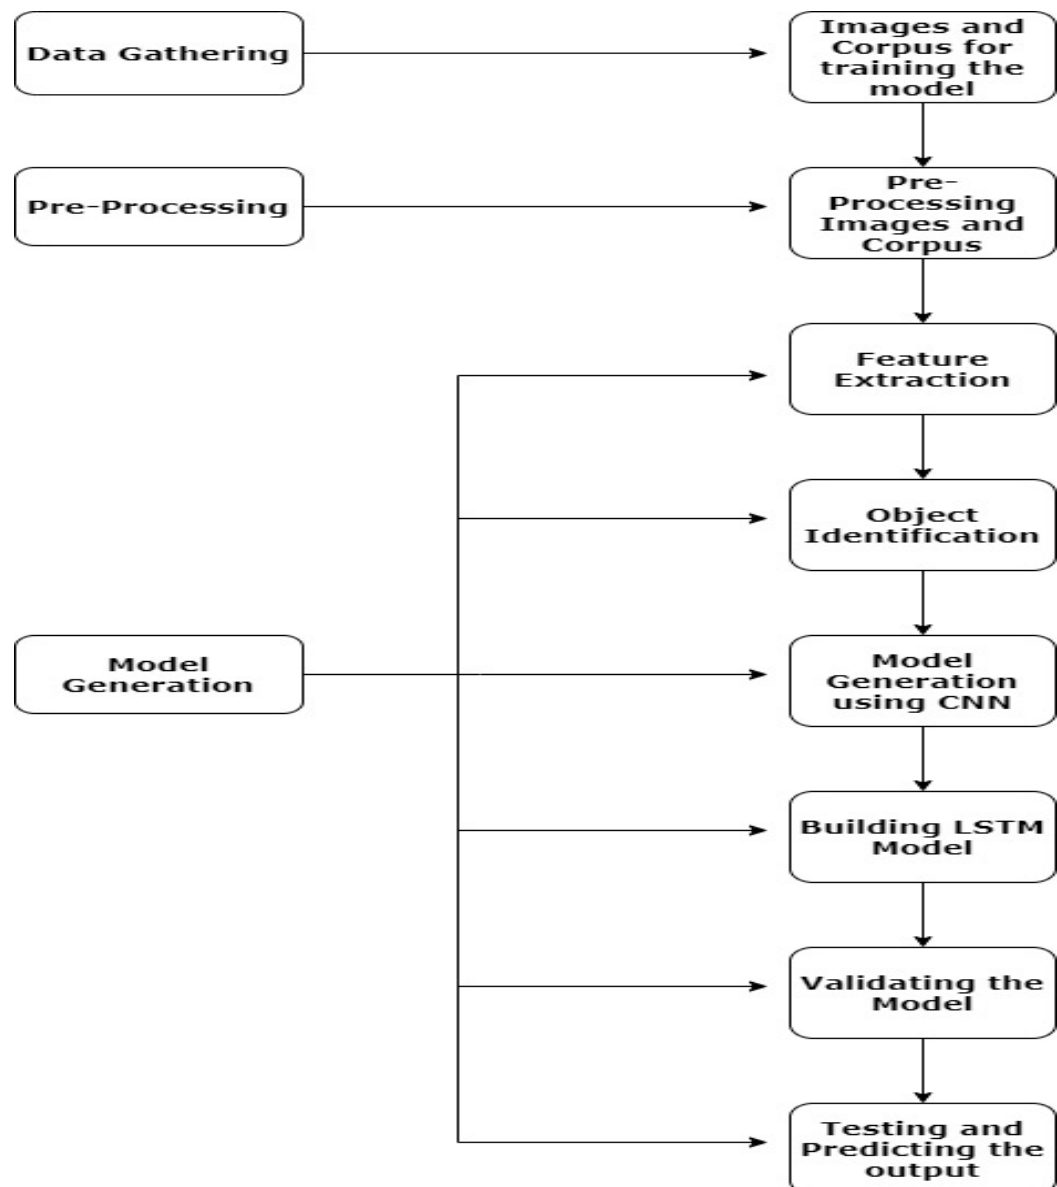 Data Gathering
Images and
Corpus for
training the
model
Pre-Processing
Pre-
Processing
Images and
Corpus
Feature
Extraction
Object
Identification
Model
Generation
Model
Generation
using CNN
Building LSTM
Model
Validating the
Model
Testing and
Predicting the
output